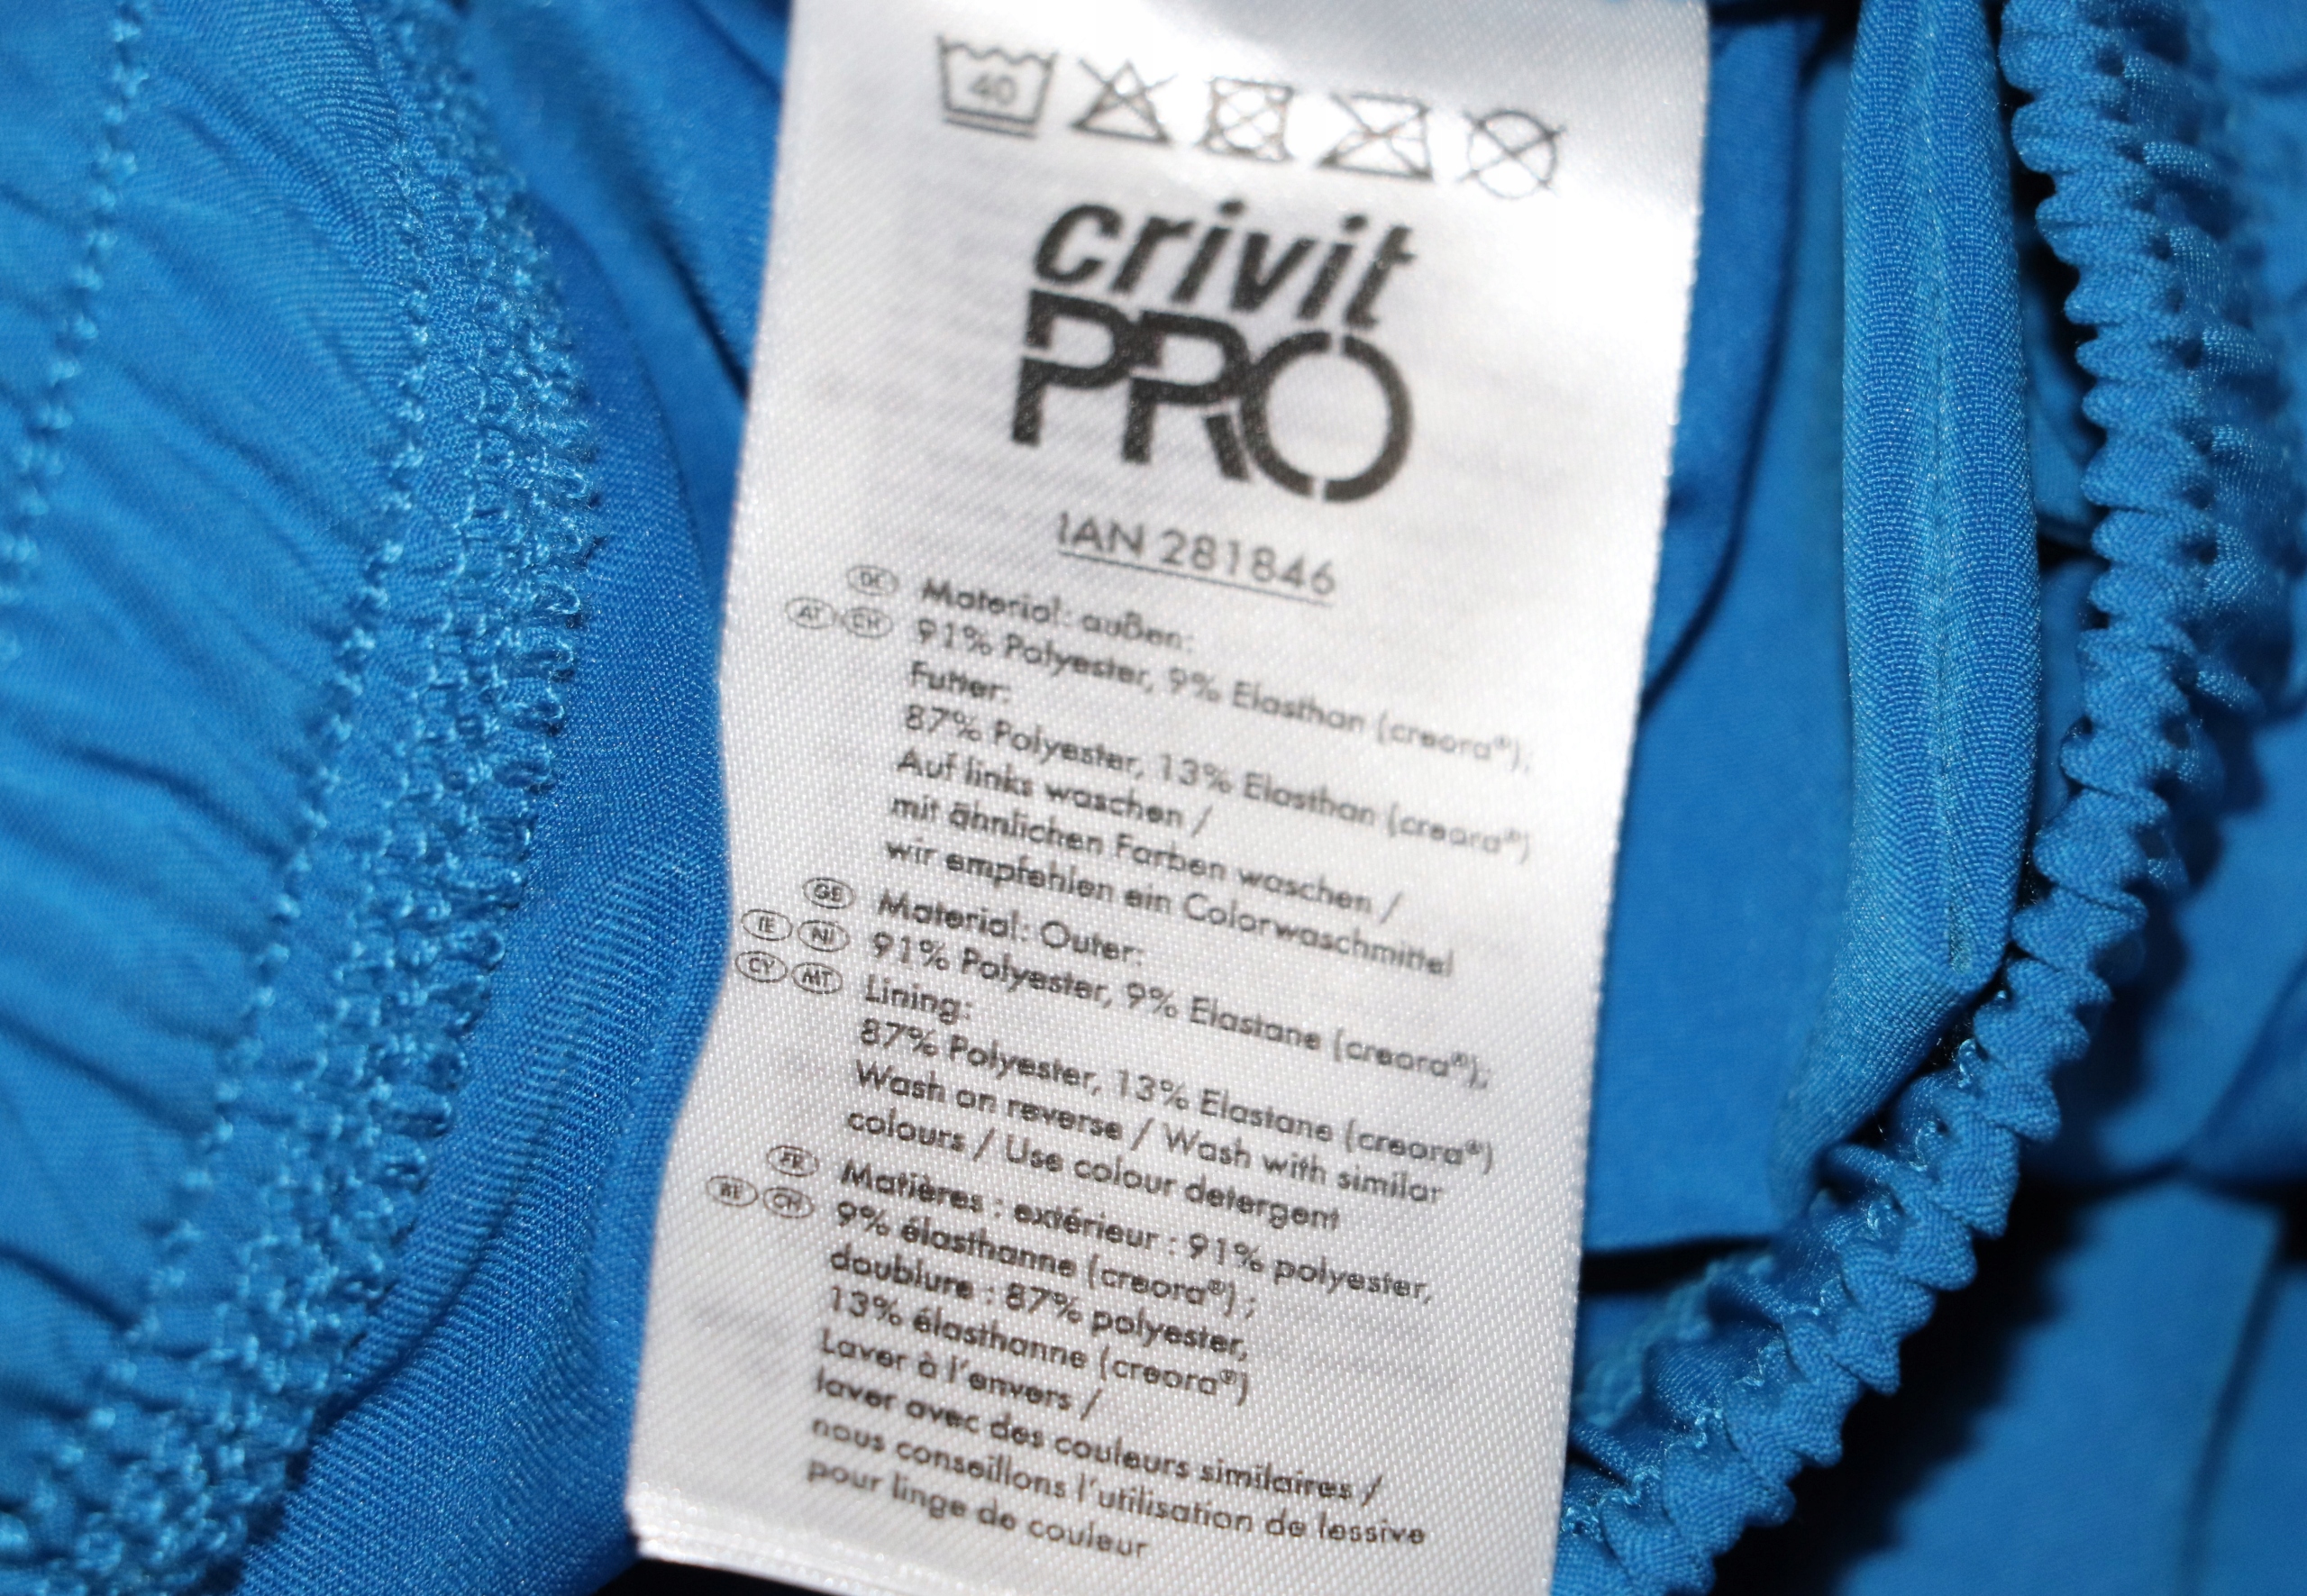 40
crivit
PRO
IAN 281846
DE Material: außen:
AT CH 91% Polyester, 9% Elasthan (creora®);
Futter:
87% Polyester, 13% Elasthan (creora®)
Auf links waschen /
mit ähnlichen Farben waschen /
wir empfehlen ein Colorwaschmittel
GB Material: Outer:
IE NI 91% Polyester, 9% Elastane (creora®);
CY MT Lining:
87% Polyester, 13% Elastane (creora®)
Wash on reverse / Wash with similar
colours / Use colour detergent
FR Matières : extérieur : 91% polyester,
BE CH 9% élasthanne (creora®) ;
doublure : 87% polyester,
13% élasthanne (creora®)
Laver à l'envers /
laver avec des couleurs similaires /
nous conseillons l'utilisation de lessive
pour linge de couleur